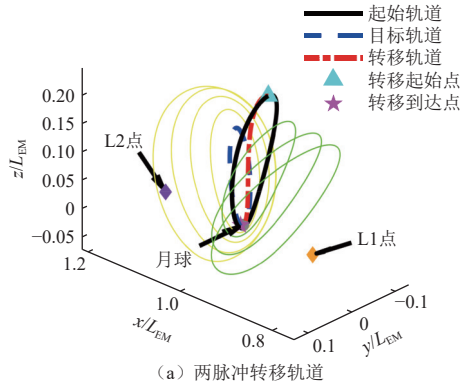 起始轨道
目标轨道
转移轨道
转移起始点
转移到达点
z/L_EM
0.20
0.15
0.10
0.05
0
−0.05
L2点
月球
L1点
1.2
1.0
0.8
x/L_EM
0.1
0
−0.1
y/L_EM
(a) 两脉冲转移轨道